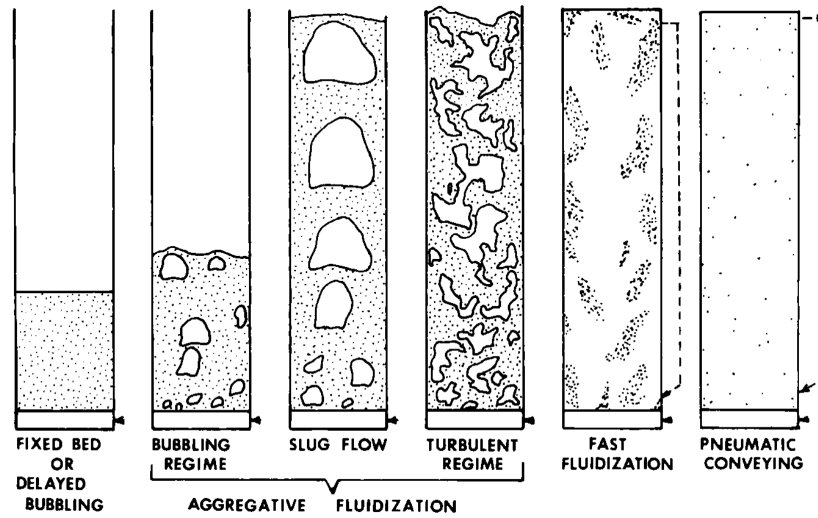 FIXED BED
OR
DELAYED
BUBBLING
BUBBLING
REGIME
SLUG FLOW
TURBULENT
REGIME
FAST
FLUIDIZATION
PNEUMATIC
CONVEYING
AGGREGATIVE FLUIDIZATION